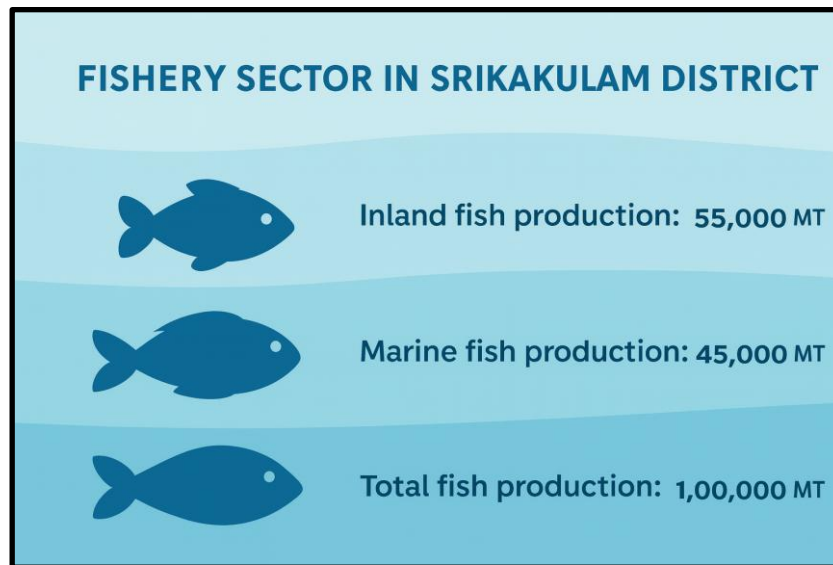 FISHERY SECTOR IN SRIKAKULAM DISTRICT
Inland fish production: 55,000 MT
Marine fish production: 45,000 MT
Total fish production: 1,00,000 MT